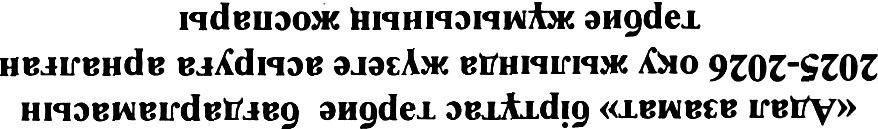 «Адал азамат» біртұтас тәрбие бағдарламасын
2025-2026 оқу жылында жүзеге асыруға арналған
тәрбие жұмысының жоспары